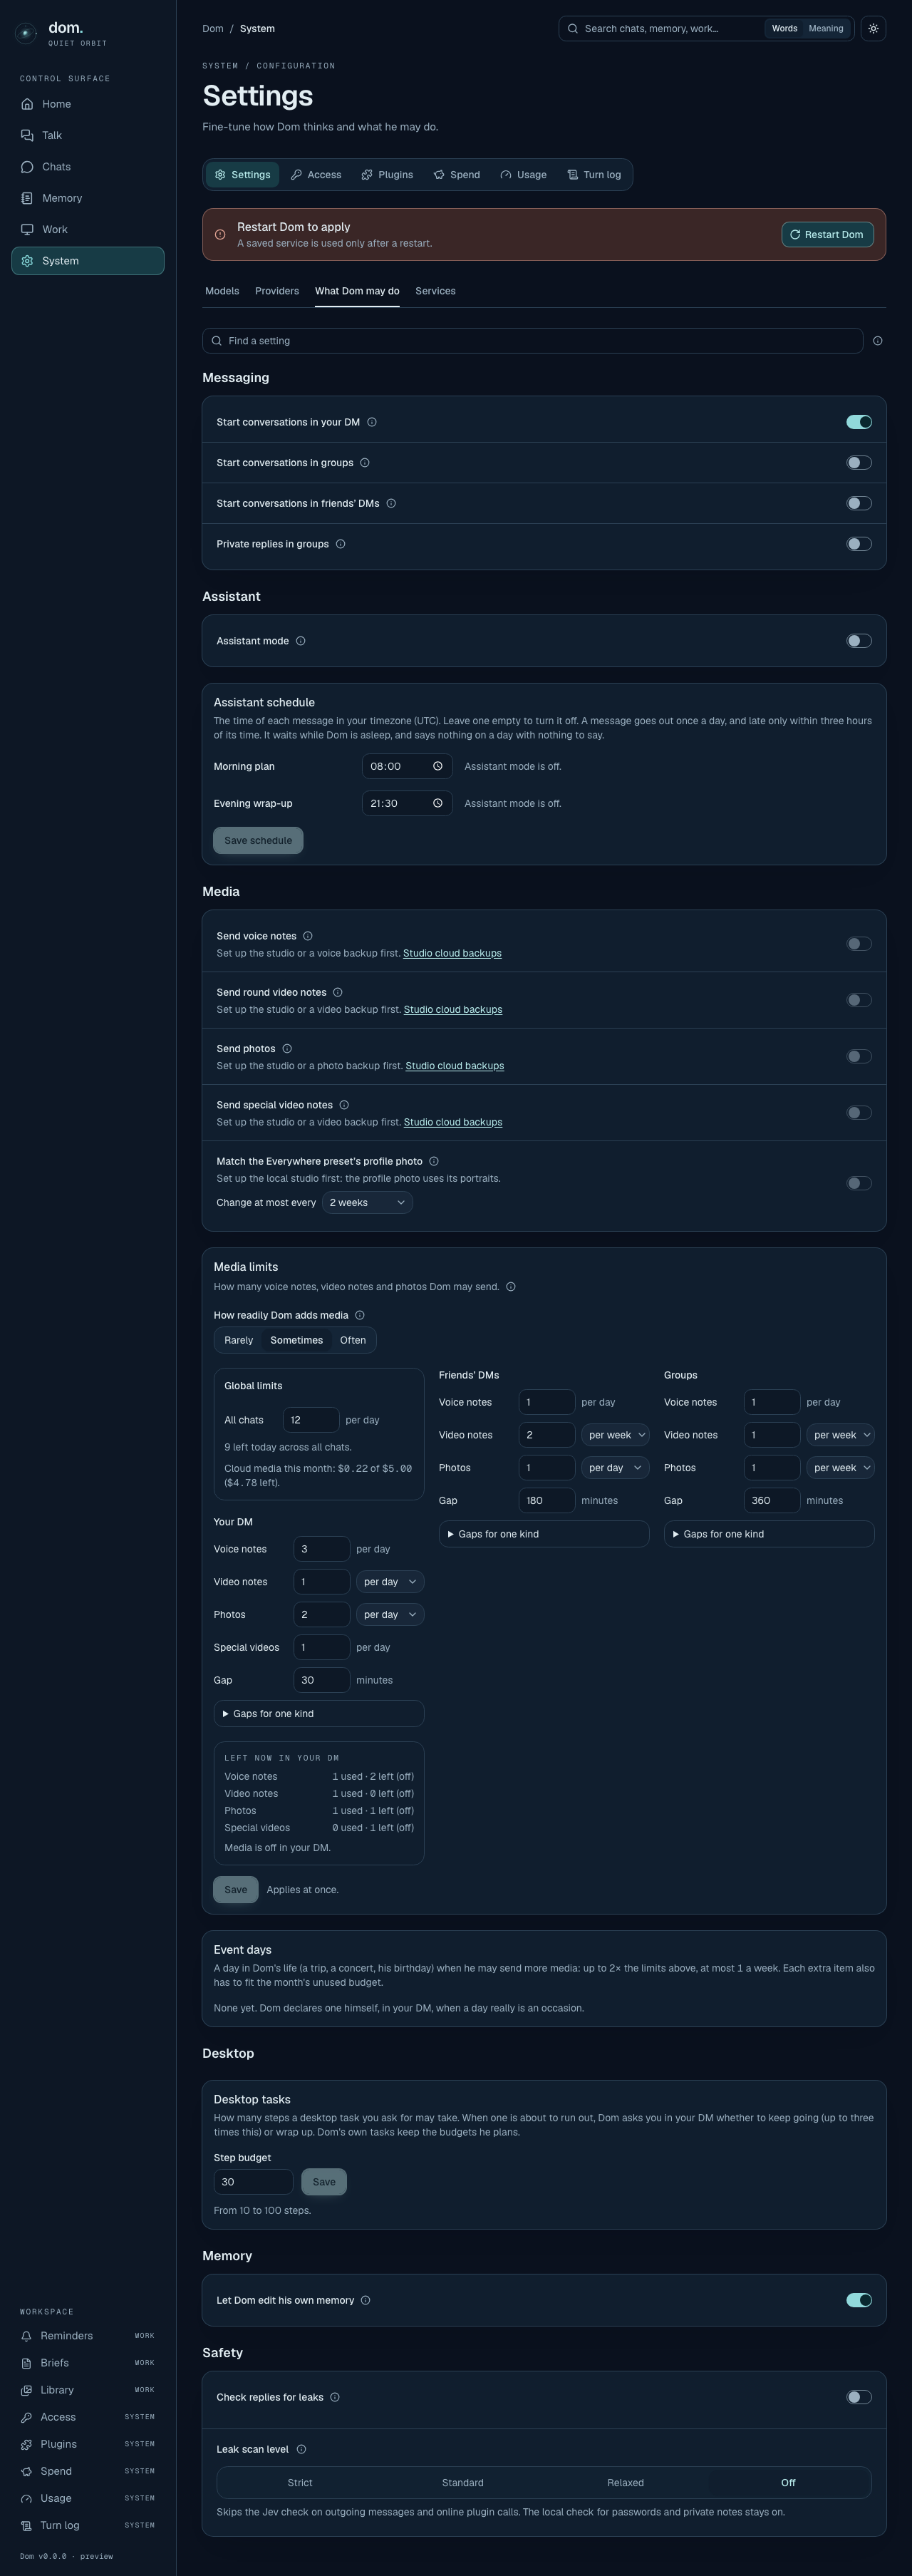 dom.
QUIET ORBIT
CONTROL SURFACE
Home
Talk
Chats
Memory
Work
System
Dom / System
Search chats, memory, work...
Words Meaning
SYSTEM / CONFIGURATION
Settings
Fine-tune how Dom thinks and what he may do.
Settings Access Plugins Spend Usage Turn log
Restart Dom to apply
A saved service is used only after a restart.
Restart Dom
Models Providers What Dom may do Services
Find a setting
Messaging
Start conversations in your DM
Start conversations in groups
Start conversations in friends' DMs
Private replies in groups
Assistant
Assistant mode
Assistant schedule
The time of each message in your timezone (UTC). Leave one empty to turn it off. A message goes out once a day, and late only within three hours
of its time. It waits while Dom is asleep, and says nothing on a day with nothing to say.
Morning plan 08:00 Assistant mode is off.
Evening wrap-up 21:30 Assistant mode is off.
Save schedule
Media
Send voice notes
Set up the studio or a voice backup first. Studio cloud backups
Send round video notes
Set up the studio or a video backup first. Studio cloud backups
Send photos
Set up the studio or a photo backup first. Studio cloud backups
Send special video notes
Set up the studio or a video backup first. Studio cloud backups
Match the Everywhere preset's profile photo
Set up the local studio first: the profile photo uses its portraits.
Change at most every 2 weeks
Media limits
How many voice notes, video notes and photos Dom may send.
How readily Dom adds media
Rarely Sometimes Often
Global limits
All chats 12 per day
9 left today across all chats.
Cloud media this month: $0.22 of $5.00
($4.78 left).
Your DM
Voice notes 3 per day
Video notes 1 per day
Photos 2 per day
Special videos 1 per day
Gap 30 minutes
Gaps for one kind
LEFT NOW IN YOUR DM
Voice notes 1 used · 2 left (off)
Video notes 1 used · 0 left (off)
Photos 1 used · 1 left (off)
Special videos 0 used · 1 left (off)
Media is off in your DM.
Friends' DMs
Voice notes 1 per day
Video notes 2 per week
Photos 1 per day
Gap 180 minutes
Gaps for one kind
Groups
Voice notes 1 per day
Video notes 1 per week
Photos 1 per week
Gap 360 minutes
Gaps for one kind
Save Applies at once.
Event days
A day in Dom's life (a trip, a concert, his birthday) when he may send more media: up to 2× the limits above, at most 1 a week. Each extra item also
has to fit the month's unused budget.
None yet. Dom declares one himself, in your DM, when a day really is an occasion.
Desktop
Desktop tasks
How many steps a desktop task you ask for may take. When one is about to run out, Dom asks you in your DM whether to keep going (up to three
times this) or wrap up. Dom's own tasks keep the budgets he plans.
Step budget
30 Save
From 10 to 100 steps.
Memory
Let Dom edit his own memory
Safety
Check replies for leaks
Leak scan level
Strict Standard Relaxed Off
Skips the Jev check on outgoing messages and online plugin calls. The local check for passwords and private notes stays on.
WORKSPACE
Reminders WORK
Briefs WORK
Library WORK
Access SYSTEM
Plugins SYSTEM
Spend SYSTEM
Usage SYSTEM
Turn log SYSTEM
Dom v0.0.0 · preview